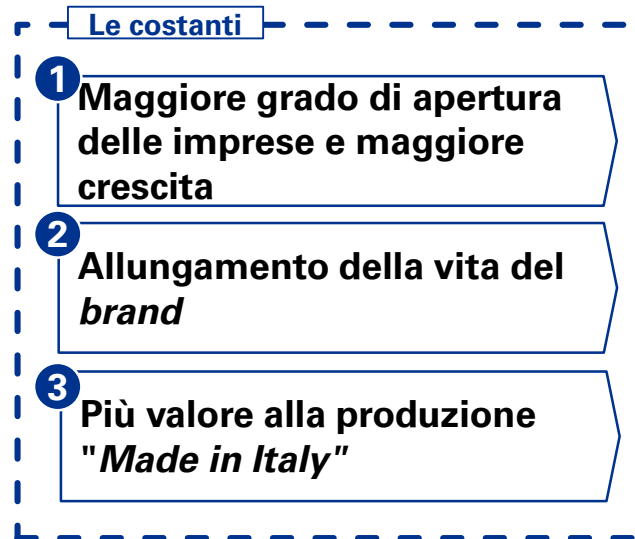 Le costanti
1
Maggiore grado di apertura
delle imprese e maggiore
crescita
2
Allungamento della vita del
brand
3
Più valore alla produzione
"Made in Italy"